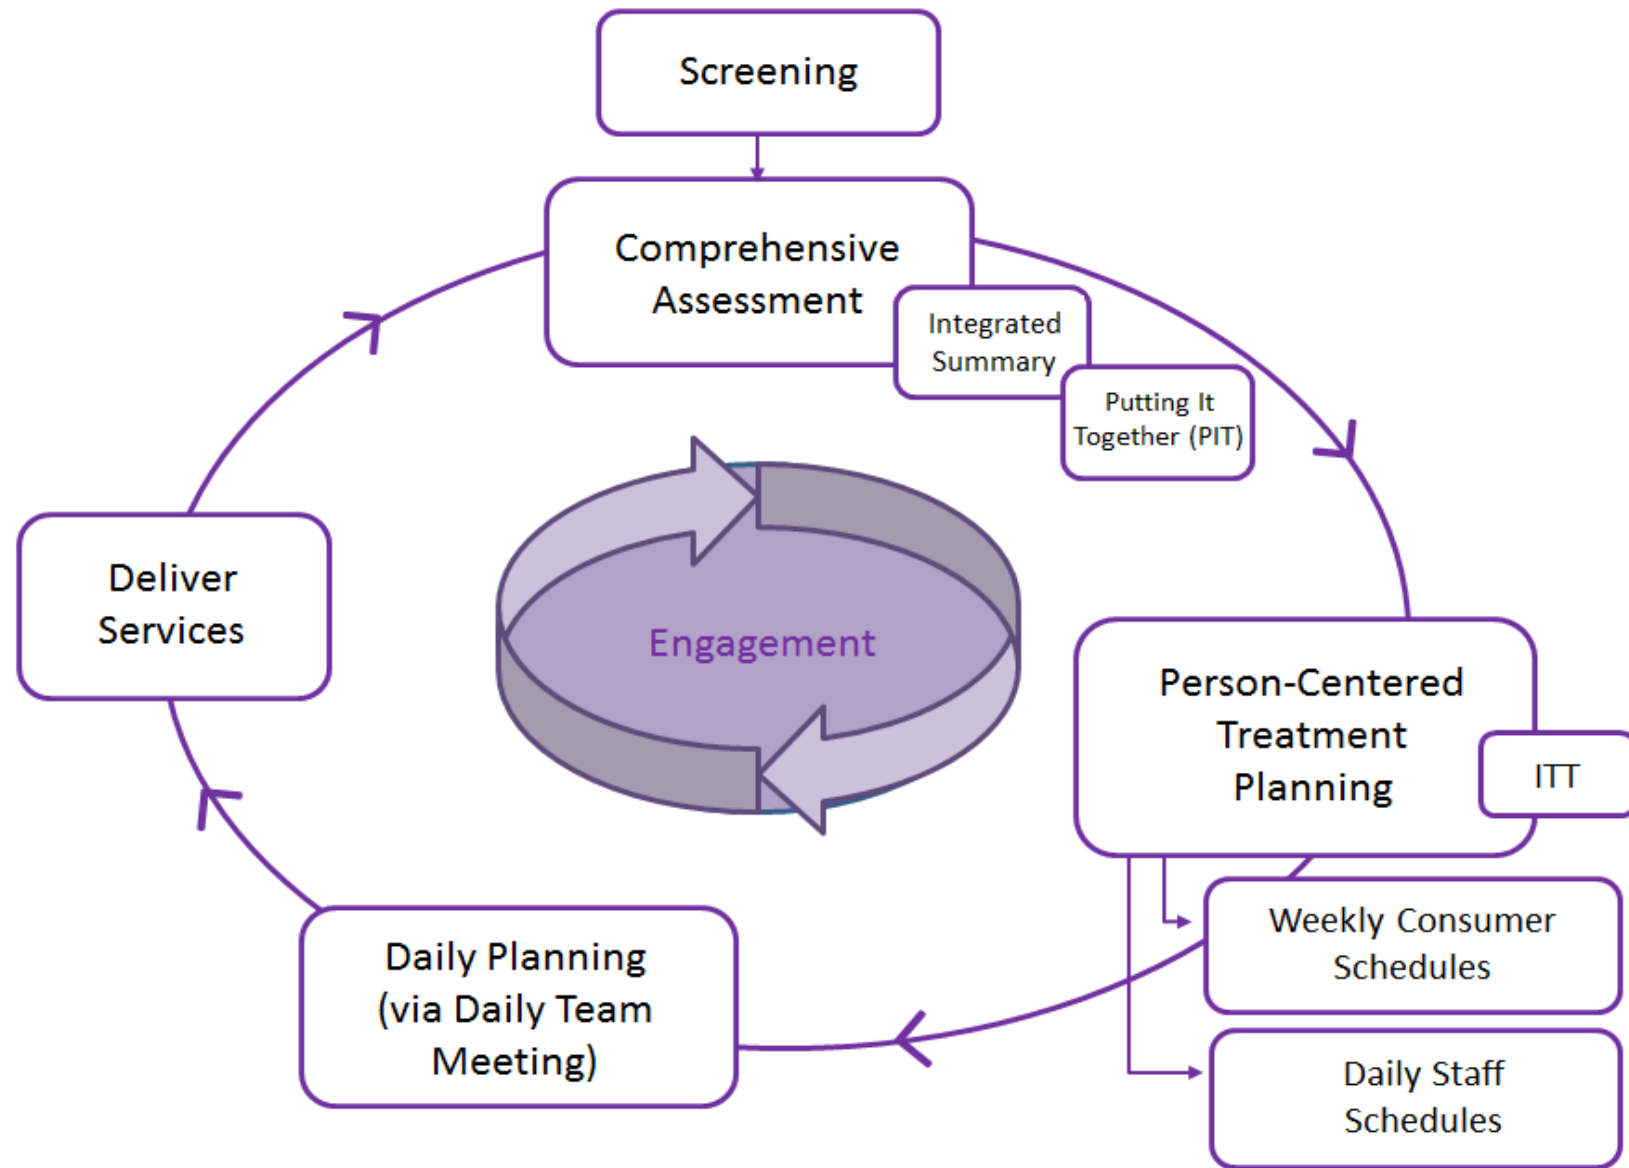 Screening
Comprehensive
Assessment
Integrated
Summary
Putting It
Together (PIT)
Deliver
Services
Engagement
Person-Centered
Treatment
Planning
ITT
Weekly Consumer
Schedules
Daily Planning
(via Daily Team
Meeting)
Daily Staff
Schedules